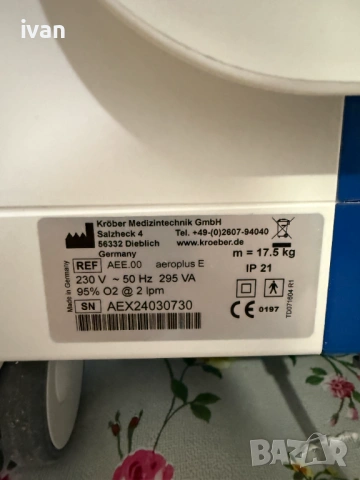 ivan
Kröber Medizintechnik GmbH
Salzheck 4 Tel. +49-(0)2607-94040
56332 Dieblich www.kroeber.de
Germany m = 17.5 kg
REF AEE.00 aeroplus E IP 21
230 V ~ 50 Hz 295 VA
95% O2 @ 2 lpm
SN AEX24030730
CE 0197
Made in Germany
TD071604 R1
BAZAR